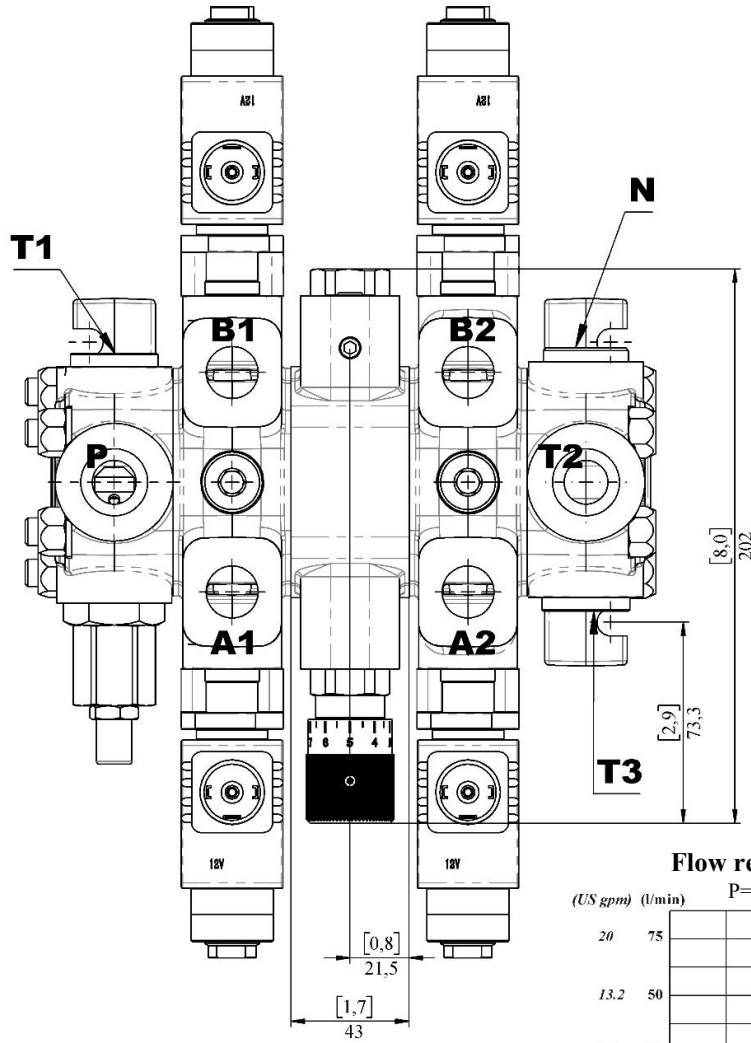 12V 12V
N
T1
B1 B2
P T2
[8,0]
202
A1 A2
[2,9]
73,3
7 6 5 4
T3
12V 12V
Flow re
P=
(US gpm) (l/min)
20 75
[0,8]
21,5
13.2 50
[1,7]
43